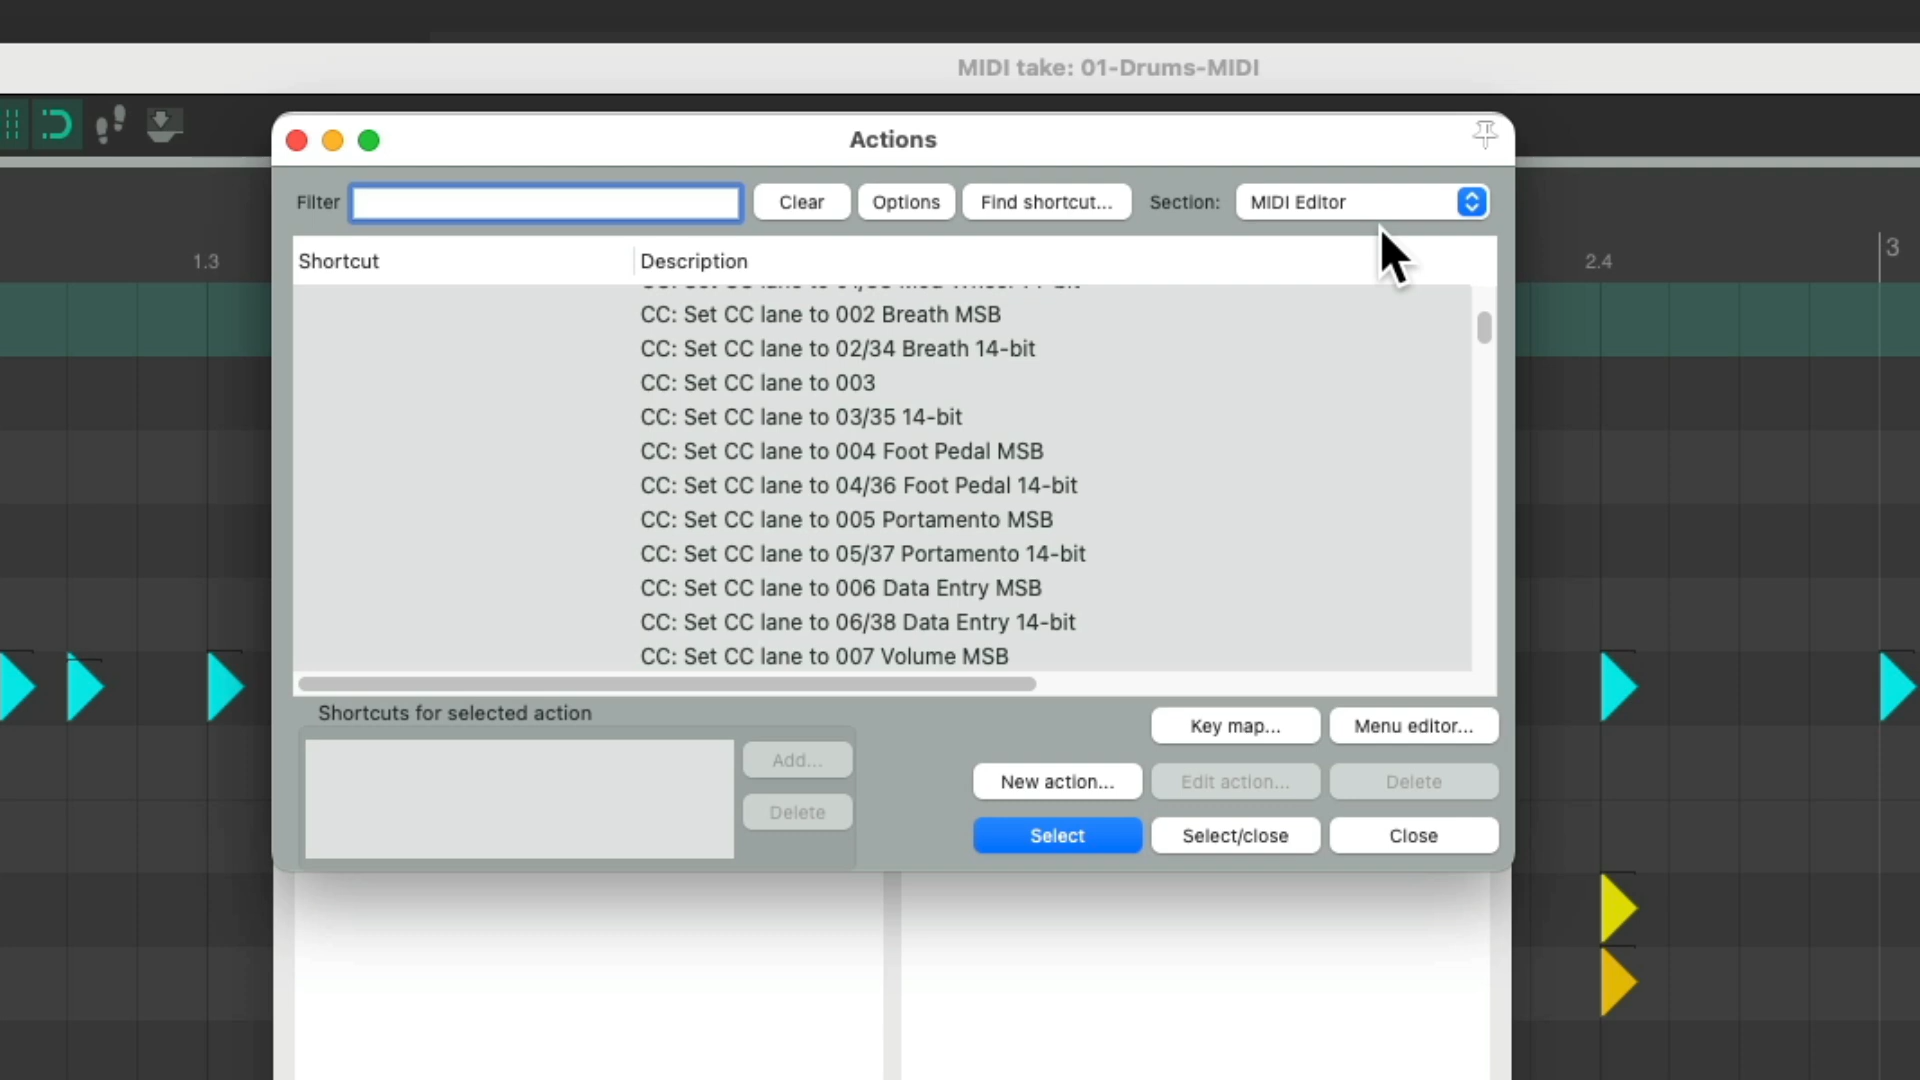 MIDI take: 01-Drums-MIDI
Actions
Filter Clear Options Find shortcut... Section: MIDI Editor
Shortcut Description
1.3 2.4 3
CC: Set CC lane to 002 Breath MSB
CC: Set CC lane to 02/34 Breath 14-bit
CC: Set CC lane to 003
CC: Set CC lane to 03/35 14-bit
CC: Set CC lane to 004 Foot Pedal MSB
CC: Set CC lane to 04/36 Foot Pedal 14-bit
CC: Set CC lane to 005 Portamento MSB
CC: Set CC lane to 05/37 Portamento 14-bit
CC: Set CC lane to 006 Data Entry MSB
CC: Set CC lane to 06/38 Data Entry 14-bit
CC: Set CC lane to 007 Volume MSB
Shortcuts for selected action
Key map... Menu editor...
Add...
New action... Edit action... Delete
Delete
Select Select/close Close